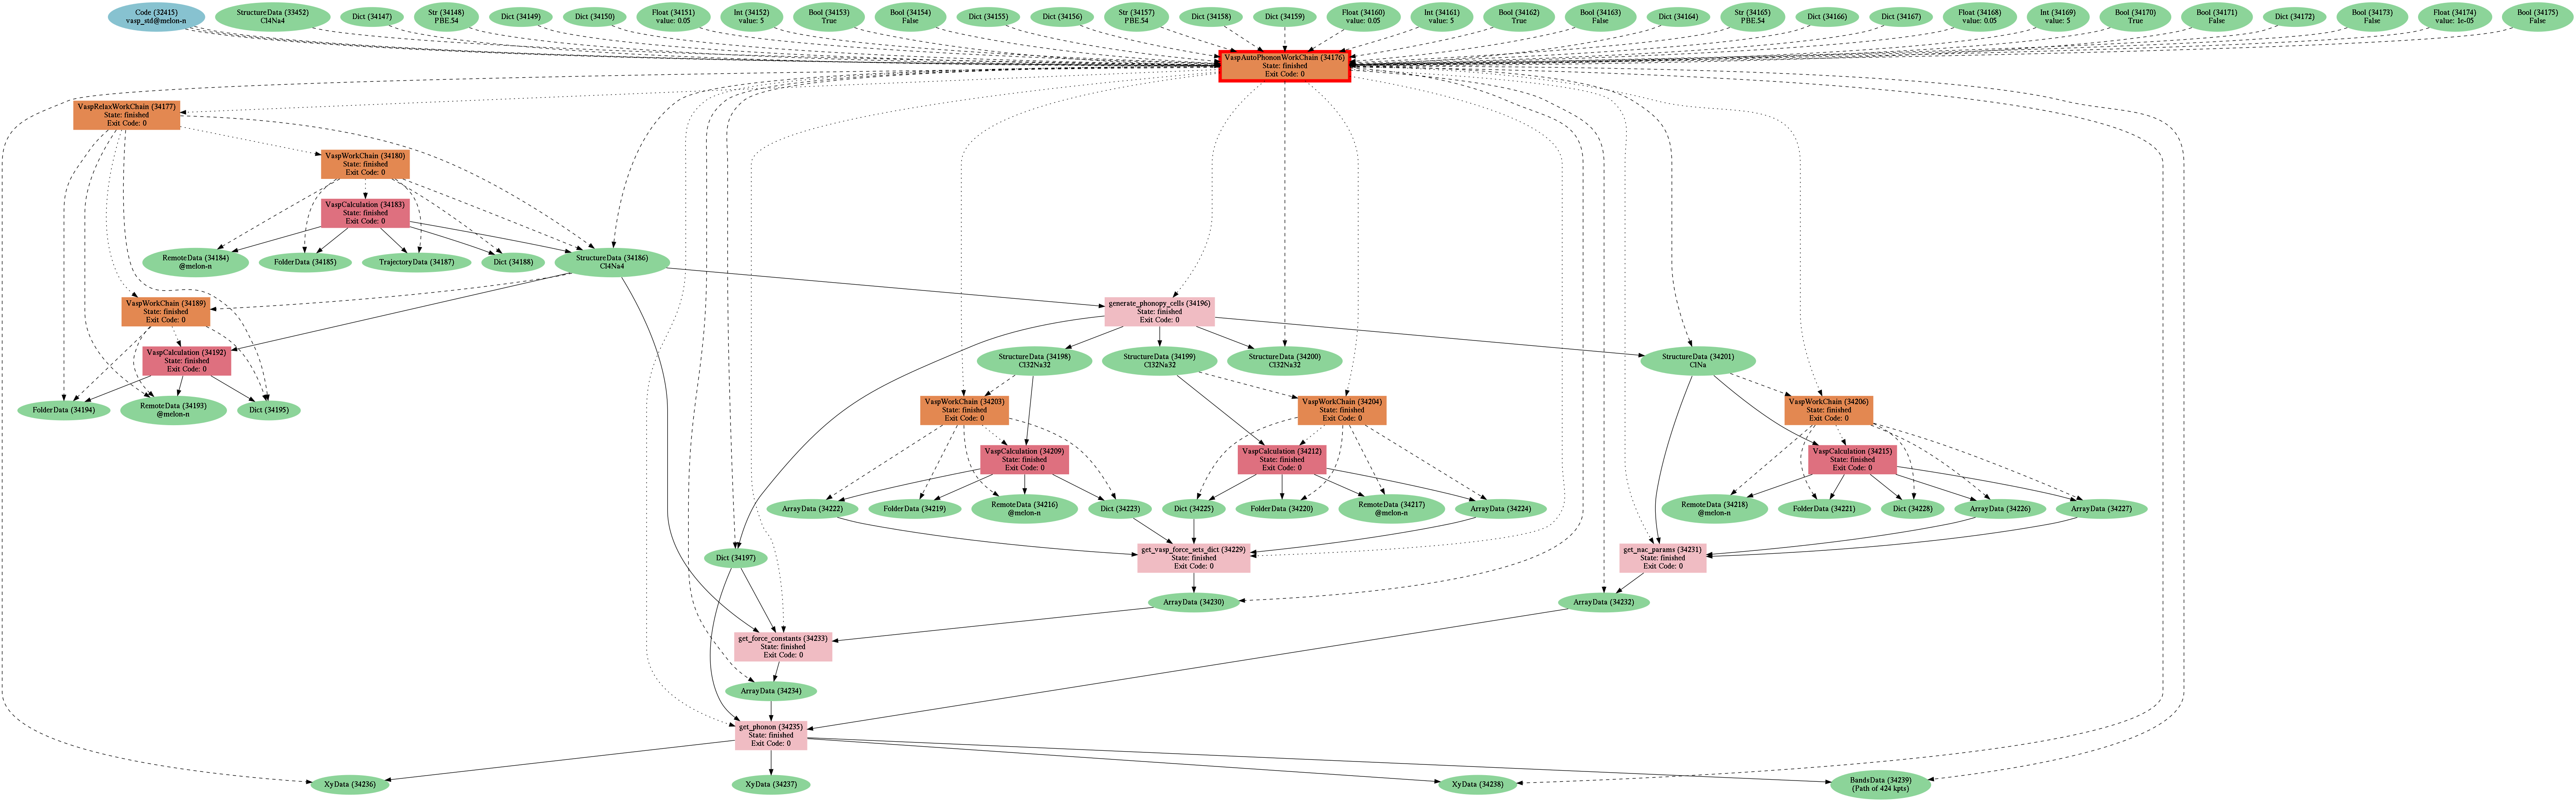 Code (32415)
vasp_std@melon-n
StructureData (33452)
Cl4Na4
Dict (34147)
Str (34148)
PBE.54
Dict (34149)
Dict (34150)
Float (34151)
value: 0.05
Int (34152)
value: 5
Bool (34153)
True
Bool (34154)
False
Dict (34155)
Dict (34156)
Str (34157)
PBE.54
Dict (34158)
Dict (34159)
Float (34160)
value: 0.05
Int (34161)
value: 5
Bool (34162)
True
Bool (34163)
False
Dict (34164)
Str (34165)
PBE.54
Dict (34166)
Dict (34167)
Float (34168)
value: 0.05
Int (34169)
value: 5
Bool (34170)
True
Bool (34171)
False
Dict (34172)
Bool (34173)
False
Float (34174)
value: 1e-05
Bool (34175)
False
VaspAutoPhononWorkChain (34176)
State: finished
Exit Code: 0
VaspRelaxWorkChain (34177)
State: finished
Exit Code: 0
VaspWorkChain (34180)
State: finished
Exit Code: 0
VaspCalculation (34183)
State: finished
Exit Code: 0
RemoteData (34184)
@melon-n
FolderData (34185)
TrajectoryData (34187)
Dict (34188)
StructureData (34186)
Cl4Na4
VaspWorkChain (34189)
State: finished
Exit Code: 0
generate_phonopy_cells (34196)
State: finished
Exit Code: 0
VaspCalculation (34192)
State: finished
Exit Code: 0
StructureData (34198)
Cl32Na32
StructureData (34199)
Cl32Na32
StructureData (34200)
Cl32Na32
StructureData (34201)
ClNa
FolderData (34194)
RemoteData (34193)
@melon-n
Dict (34195)
VaspWorkChain (34203)
State: finished
Exit Code: 0
VaspWorkChain (34204)
State: finished
Exit Code: 0
VaspWorkChain (34206)
State: finished
Exit Code: 0
VaspCalculation (34209)
State: finished
Exit Code: 0
VaspCalculation (34212)
State: finished
Exit Code: 0
VaspCalculation (34215)
State: finished
Exit Code: 0
ArrayData (34222)
FolderData (34219)
RemoteData (34216)
@melon-n
Dict (34223)
Dict (34225)
FolderData (34220)
RemoteData (34217)
@melon-n
ArrayData (34224)
RemoteData (34218)
@melon-n
FolderData (34221)
Dict (34228)
ArrayData (34226)
ArrayData (34227)
Dict (34197)
get_vasp_force_sets_dict (34229)
State: finished
Exit Code: 0
get_nac_params (34231)
State: finished
Exit Code: 0
ArrayData (34230)
ArrayData (34232)
get_force_constants (34233)
State: finished
Exit Code: 0
ArrayData (34234)
get_phonon (34235)
State: finished
Exit Code: 0
XyData (34236)
XyData (34237)
XyData (34238)
BandsData (34239)
(Path of 424 kpts)